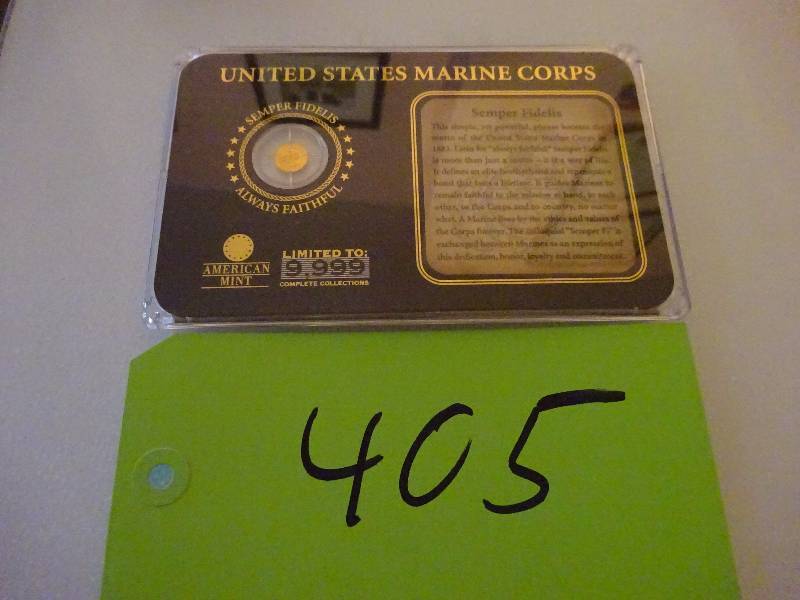 UNITED STATES MARINE CORPS
SEMPER FIDELIS
ALWAYS FAITHFUL
AMERICAN
MINT
LIMITED TO:
9,999
COMPLETE COLLECTIONS
Semper Fidelis
This simple, yet powerful, phrase became the
motto of the United States Marine Corps in
1883. Latin for "always faithful," Semper Fidelis
is more than just a motto – it is a way of life.
It defines an elite brotherhood and represents a
bond that lasts a lifetime. It guides Marines to
remain faithful to the mission at hand, to each
other, to the Corps and to country, no matter
what. A Marine lives by the ethics and values of
the Corps forever. The colloquial "Semper Fi" is
exchanged between Marines as an expression of
this dedication, honor, loyalty and commitment.
405